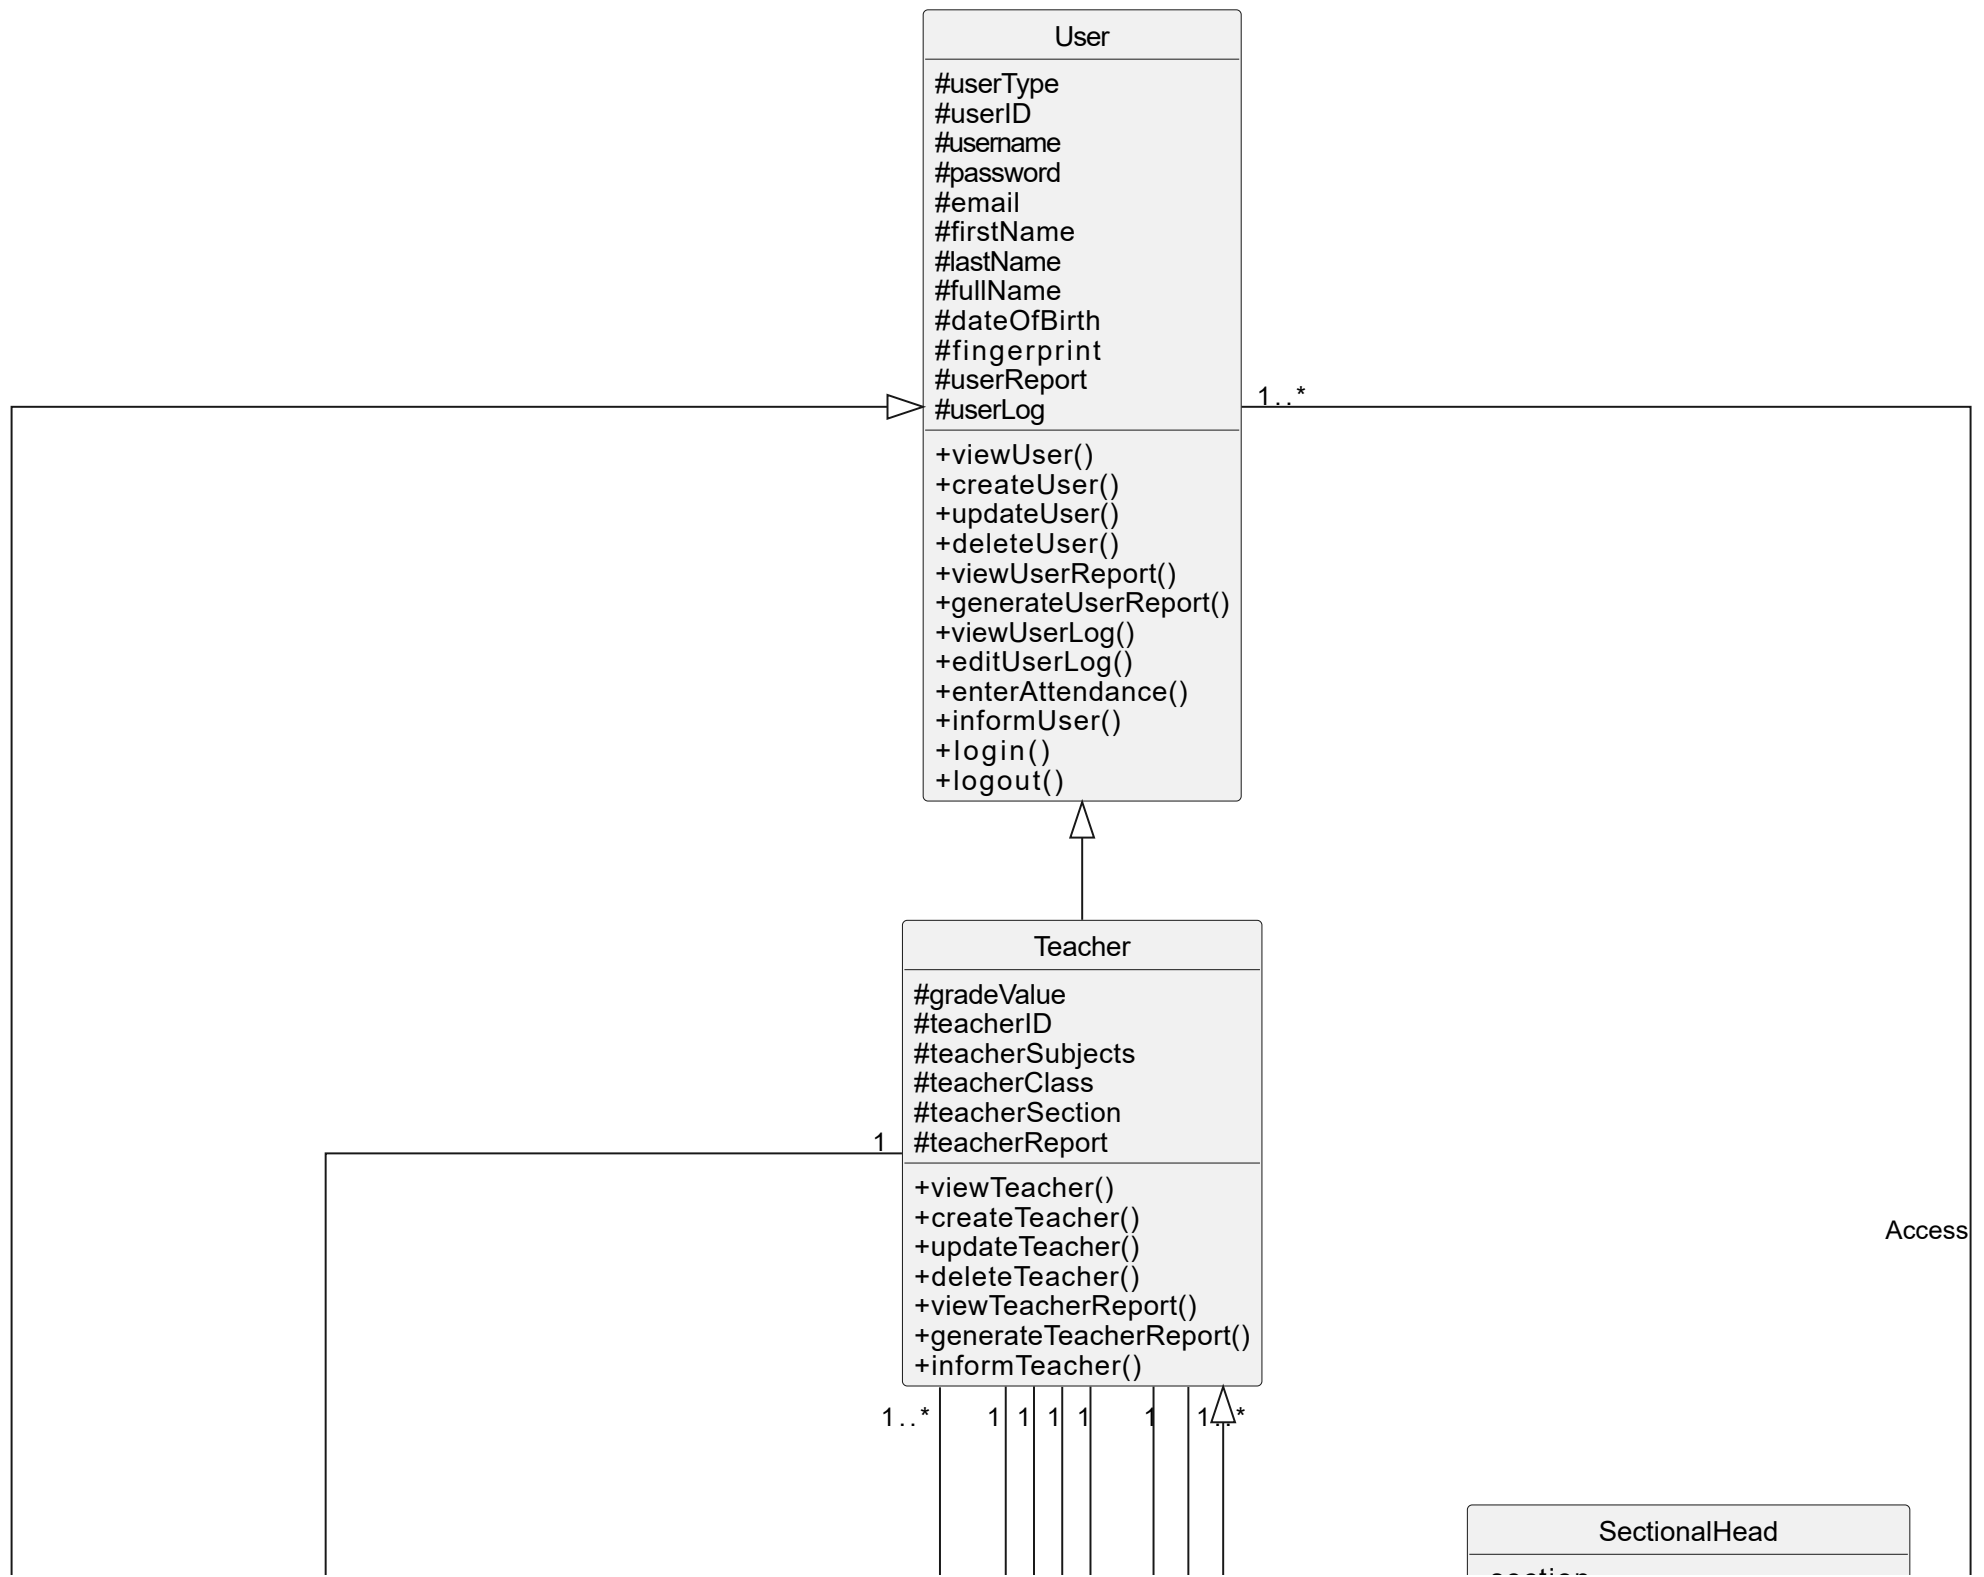 User
#userType
#userID
#username
#password
#email
#firstName
#lastName
#fullName
#dateOfBirth
#fingerprint
#userReport
#userLog
1..*
+viewUser()
+createUser()
+updateUser()
+deleteUser()
+viewUserReport()
+generateUserReport()
+viewUserLog()
+editUserLog()
+enterAttendance()
+informUser()
+login()
+logout()
Teacher
#gradeValue
#teacherID
#teacherSubjects
#teacherClass
#teacherSection
#teacherReport
1
+viewTeacher()
+createTeacher()
+updateTeacher()
+deleteTeacher()
+viewTeacherReport()
+generateTeacherReport()
+informTeacher()
Access
1..* 1 1 1 1 1 1..*
SectionalHead